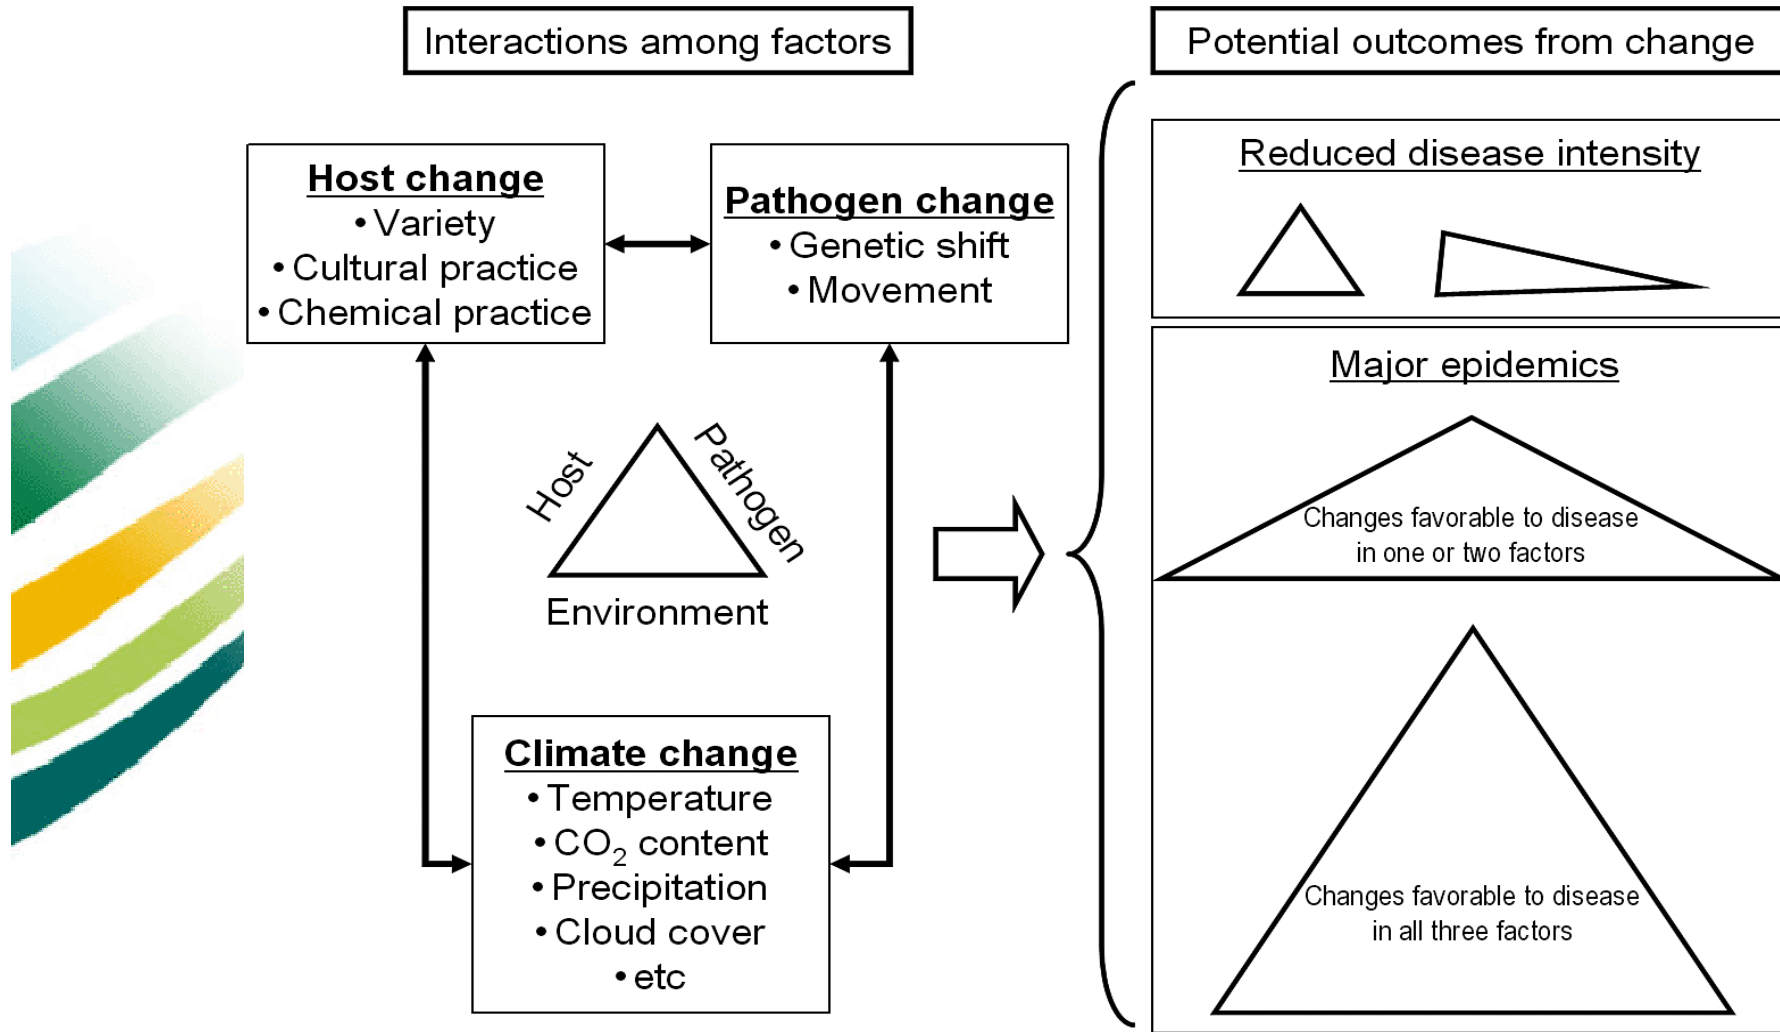 Interactions among factors
Potential outcomes from change
Host change
• Variety
• Cultural practice
• Chemical practice
Pathogen change
• Genetic shift
• Movement
Host
Pathogen
Environment
Climate change
• Temperature
• CO₂ content
• Precipitation
• Cloud cover
• etc
Reduced disease intensity
Major epidemics
Changes favorable to disease
in one or two factors
Changes favorable to disease
in all three factors